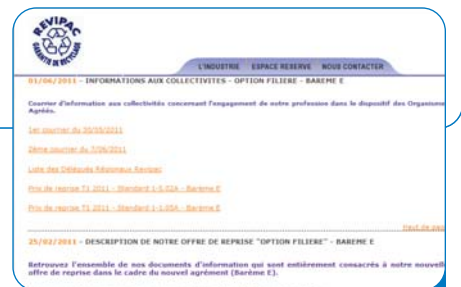 REVIPAC
GARANTIE DE RECYCLAGE
L'INDUSTRIE ESPACE RESERVE NOUS CONTACTER
01/06/2011 - INFORMATIONS AUX COLLECTIVITES - OPTION FILIERE - BAREME E
Courrier d'information aux collectivités concernant l'engagement de notre profession dans le dispositif des Organisme
Agréés.
1er courrier du 20/05/2011
2ème courrier du 7/06/2011
Liste des Délégués Régionaux Revipac
Prix de reprise T1 2011 - Standard 1-5.02A - Barème E
Prix de reprise T1 2011 - Standard 1-1.05A - Barème E
Haut de pag
25/02/2011 - DESCRIPTION DE NOTRE OFFRE DE REPRISE "OPTION FILIERE" - BAREME E
Retrouvez l'ensemble de nos documents d'information qui sont entièrement consacrés à notre nouvell
offre de reprise dans le cadre du nouvel agrément (Barème E).